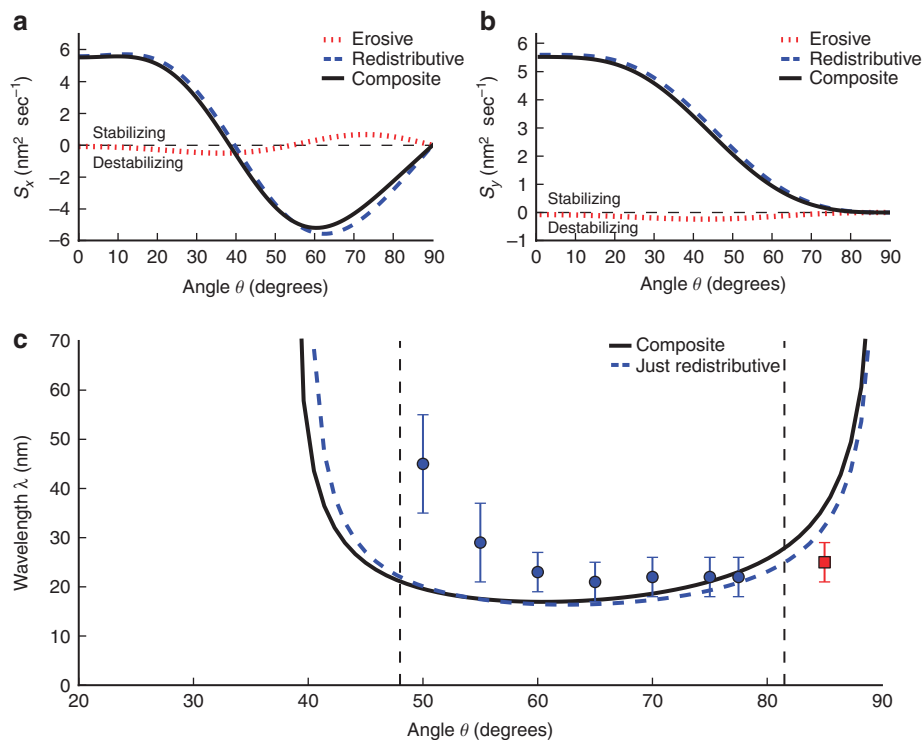 a
Erosive
Redistributive
Composite
Sx (nm² sec⁻¹)
6
4
2
0
−2
−4
−6
Stabilizing
Destabilizing
0 10 20 30 40 50 60 70 80 90
Angle θ (degrees)
b
Erosive
Redistributive
Composite
Sy (nm² sec⁻¹)
6
5
4
3
2
1
0
−1
Stabilizing
Destabilizing
0 10 20 30 40 50 60 70 80 90
Angle θ (degrees)
c
Composite
Just redistributive
Wavelength λ (nm)
70
60
50
40
30
20
10
0
20 30 40 50 60 70 80 90
Angle θ (degrees)